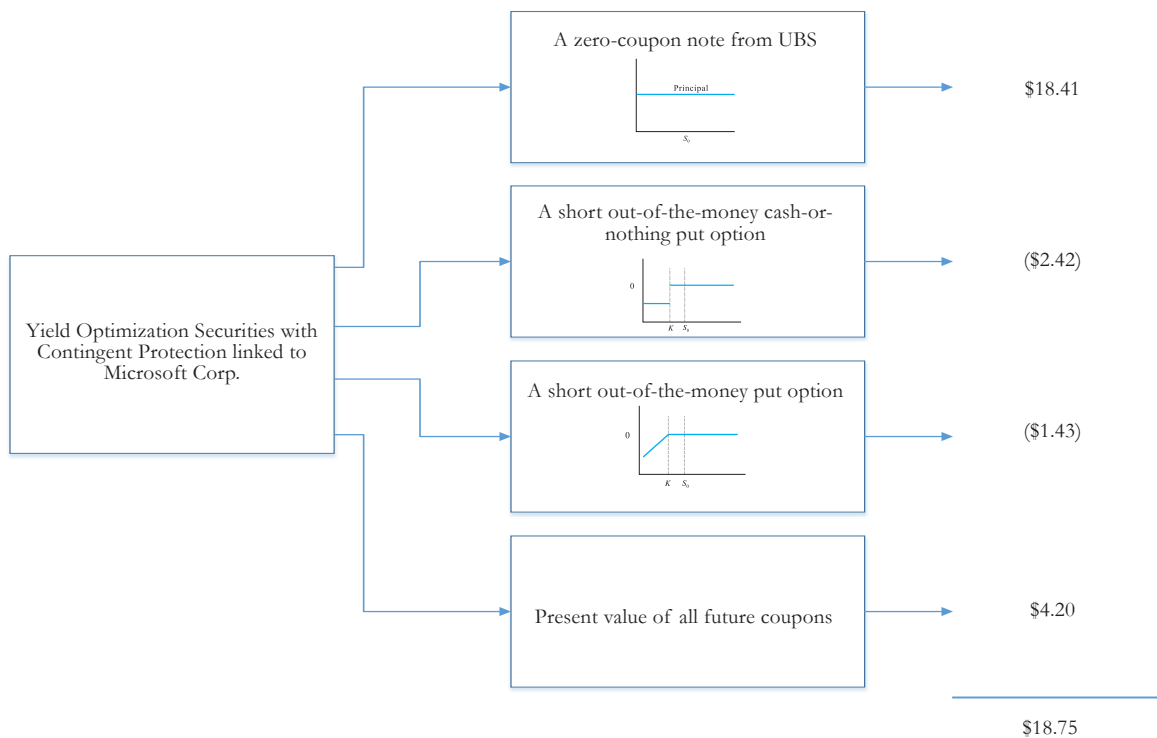 A zero-coupon note from UBS
Principal
S₀
$18.41
A short out-of-the-money cash-or-
nothing put option
0
K
S₀
($2.42)
Yield Optimization Securities with
Contingent Protection linked to
Microsoft Corp.
A short out-of-the-money put option
0
K
S₀
($1.43)
Present value of all future coupons
$4.20
$18.75